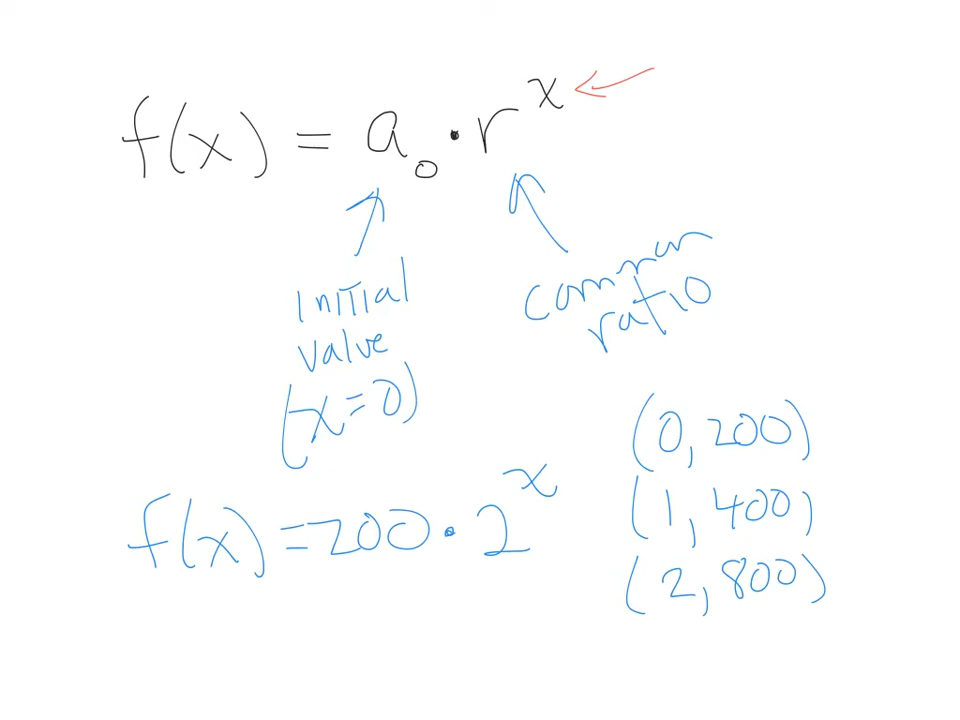 f(x) = a₀ · r^x
initial
value
(x=0)
common
ratio
f(x) = 200 · 2^x
(0, 200)
(1, 400)
(2, 800)